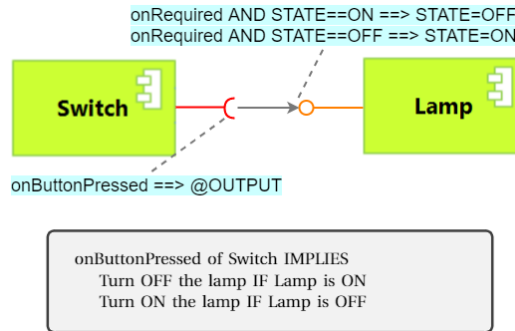 onRequired AND STATE==ON ==> STATE=OFF
onRequired AND STATE==OFF ==> STATE=ON
Switch
Lamp
onButtonPressed ==> @OUTPUT
onButtonPressed of Switch IMPLIES
Turn OFF the lamp IF Lamp is ON
Turn ON the lamp IF Lamp is OFF